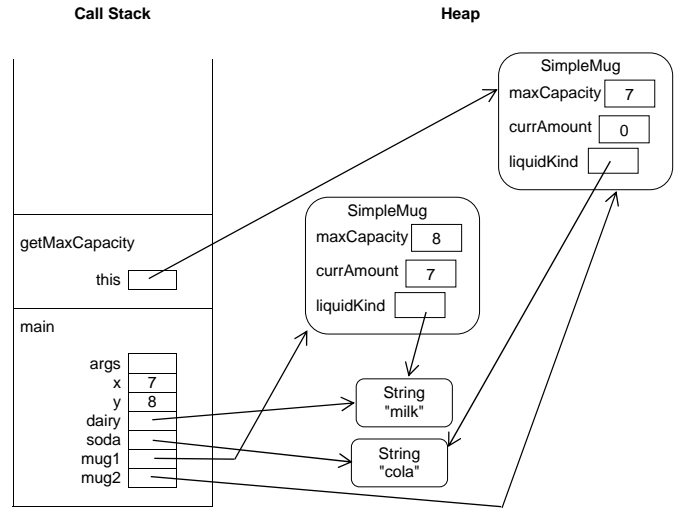 Call Stack
Heap
getMaxCapacity
this
main
args
x 7
y 8
dairy
soda
mug1
mug2
SimpleMug
maxCapacity 8
currAmount 7
liquidKind
SimpleMug
maxCapacity 7
currAmount 0
liquidKind
String
"milk"
String
"cola"